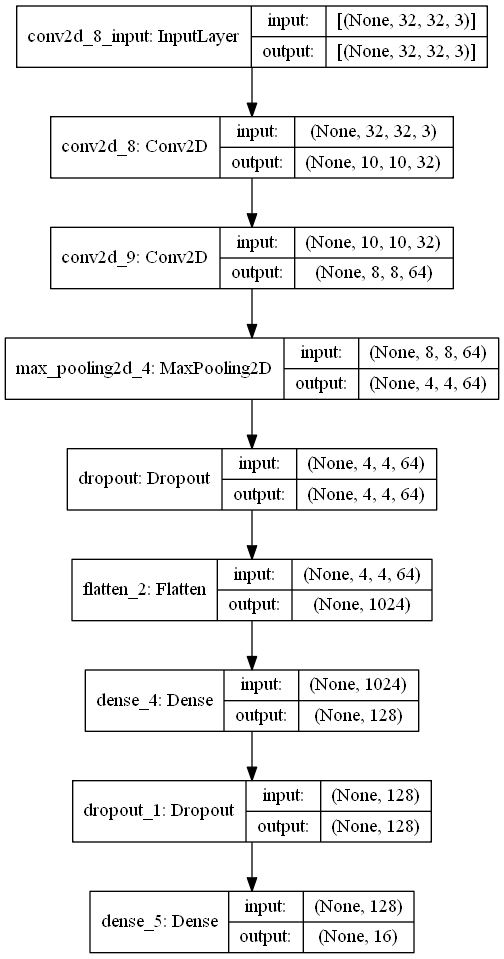 conv2d_8_input: InputLayer
input: [(None, 32, 32, 3)]
output: [(None, 32, 32, 3)]
conv2d_8: Conv2D
input: (None, 32, 32, 3)
output: (None, 10, 10, 32)
conv2d_9: Conv2D
input: (None, 10, 10, 32)
output: (None, 8, 8, 64)
max_pooling2d_4: MaxPooling2D
input: (None, 8, 8, 64)
output: (None, 4, 4, 64)
dropout: Dropout
input: (None, 4, 4, 64)
output: (None, 4, 4, 64)
flatten_2: Flatten
input: (None, 4, 4, 64)
output: (None, 1024)
dense_4: Dense
input: (None, 1024)
output: (None, 128)
dropout_1: Dropout
input: (None, 128)
output: (None, 128)
dense_5: Dense
input: (None, 128)
output: (None, 16)